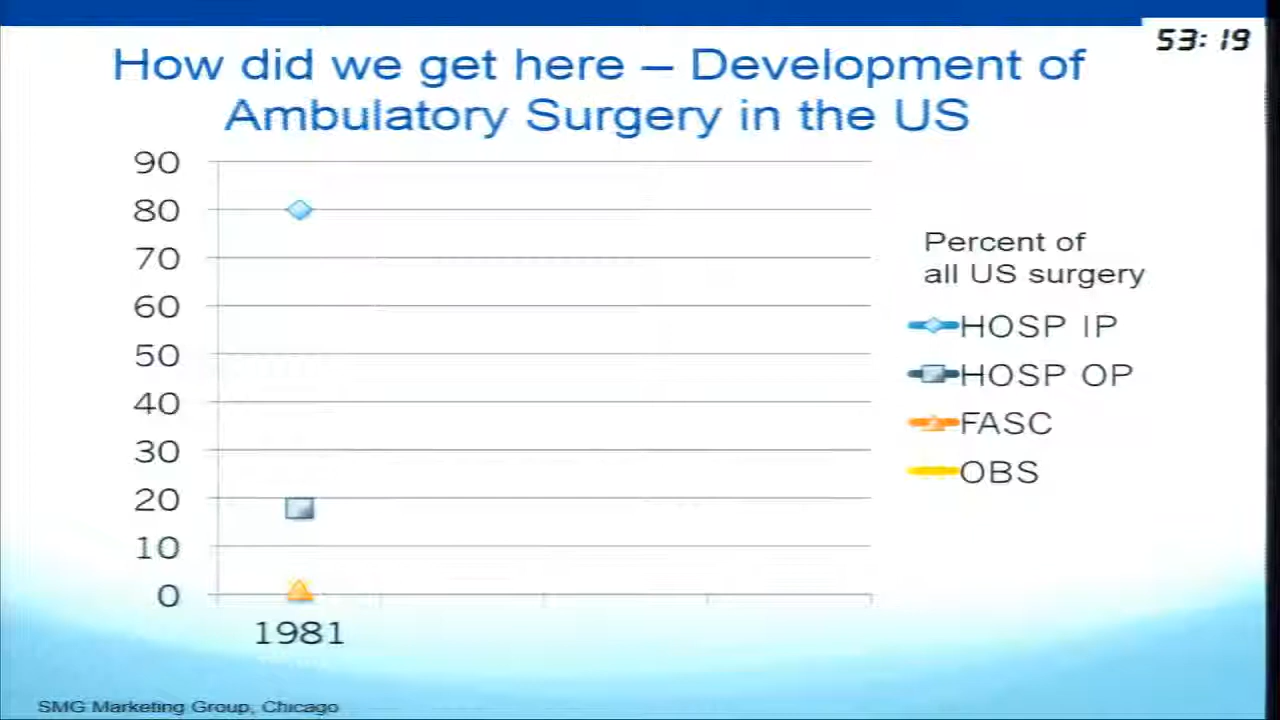 53:19
How did we get here – Development of
Ambulatory Surgery in the US
90
80
70
60
50
40
30
20
10
0
1981
Percent of
all US surgery
HOSP IP
HOSP OP
FASC
OBS
SMG Marketing Group, Chicago